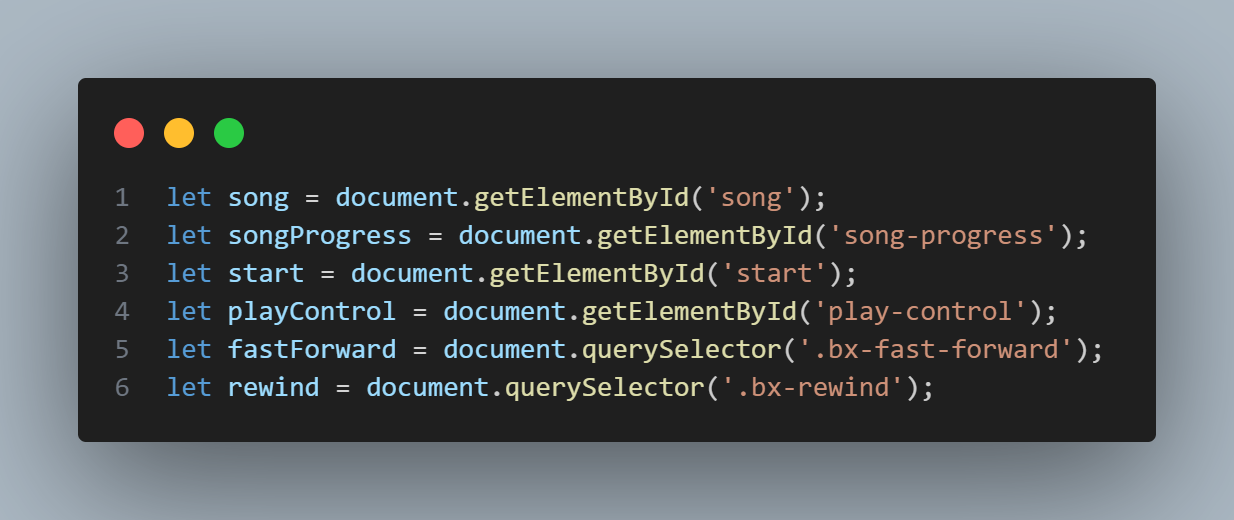 1 let song = document.getElementById('song');
2 let songProgress = document.getElementById('song-progress');
3 let start = document.getElementById('start');
4 let playControl = document.getElementById('play-control');
5 let fastForward = document.querySelector('.bx-fast-forward');
6 let rewind = document.querySelector('.bx-rewind');